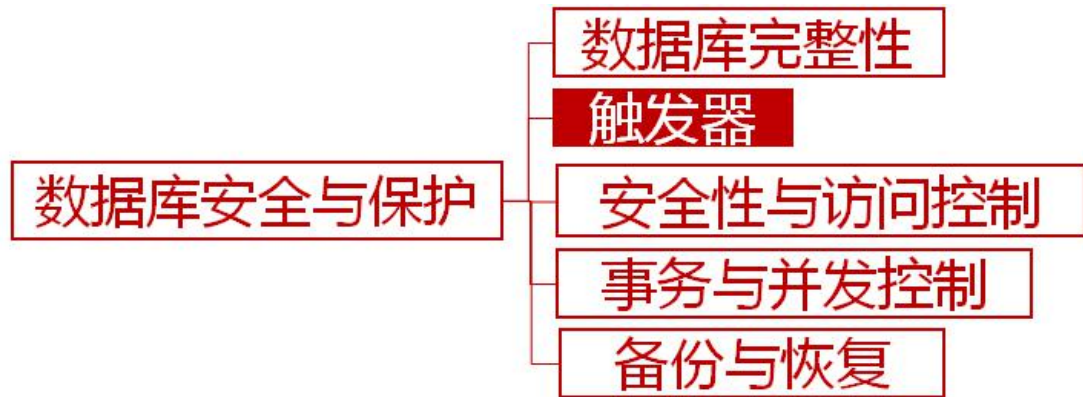 数据库安全与保护
数据库完整性
触发器
安全性与访问控制
事务与并发控制
备份与恢复